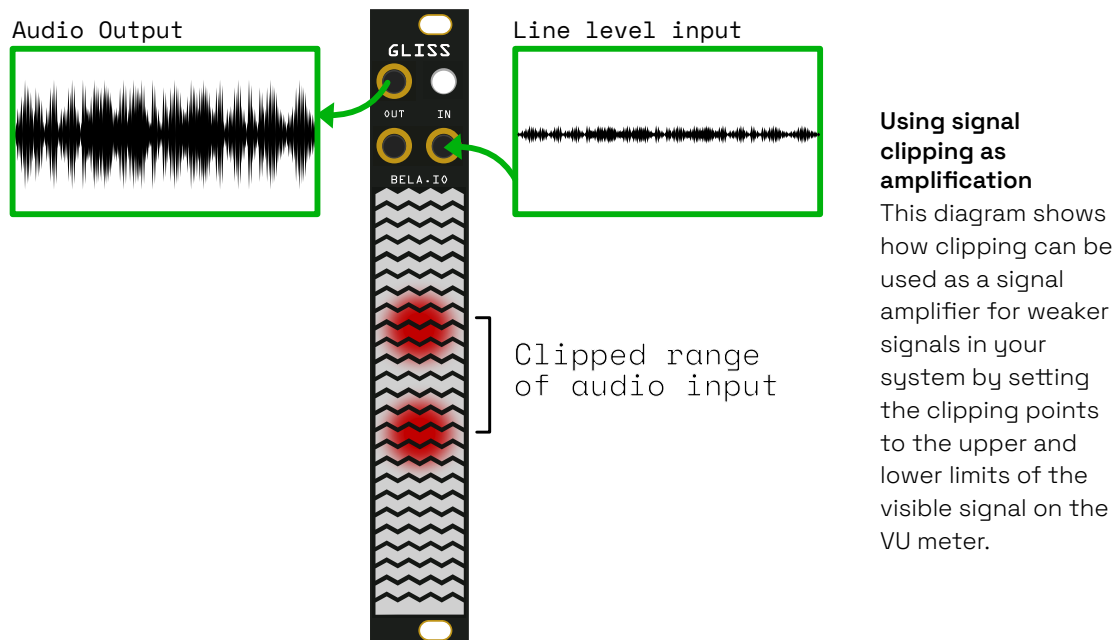 Audio Output
Line level input
GLISS
OUT IN
BELA.IO
Clipped range
of audio input
Using signal
clipping as
amplification
This diagram shows
how clipping can be
used as a signal
amplifier for weaker
signals in your
system by setting
the clipping points
to the upper and
lower limits of the
visible signal on the
VU meter.